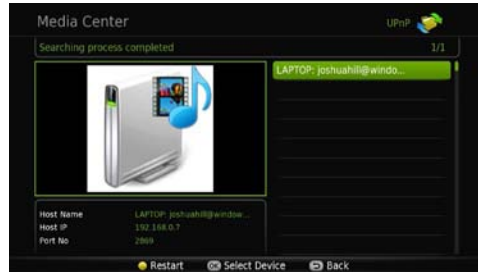 Media Center UPnP
Searching process completed 1/1
LAPTOP: joshuahill@windo...
Host Name LAPTOP: joshuahill@window...
Host IP 192.168.0.7
Port No 2869
Restart OK Select Device Back